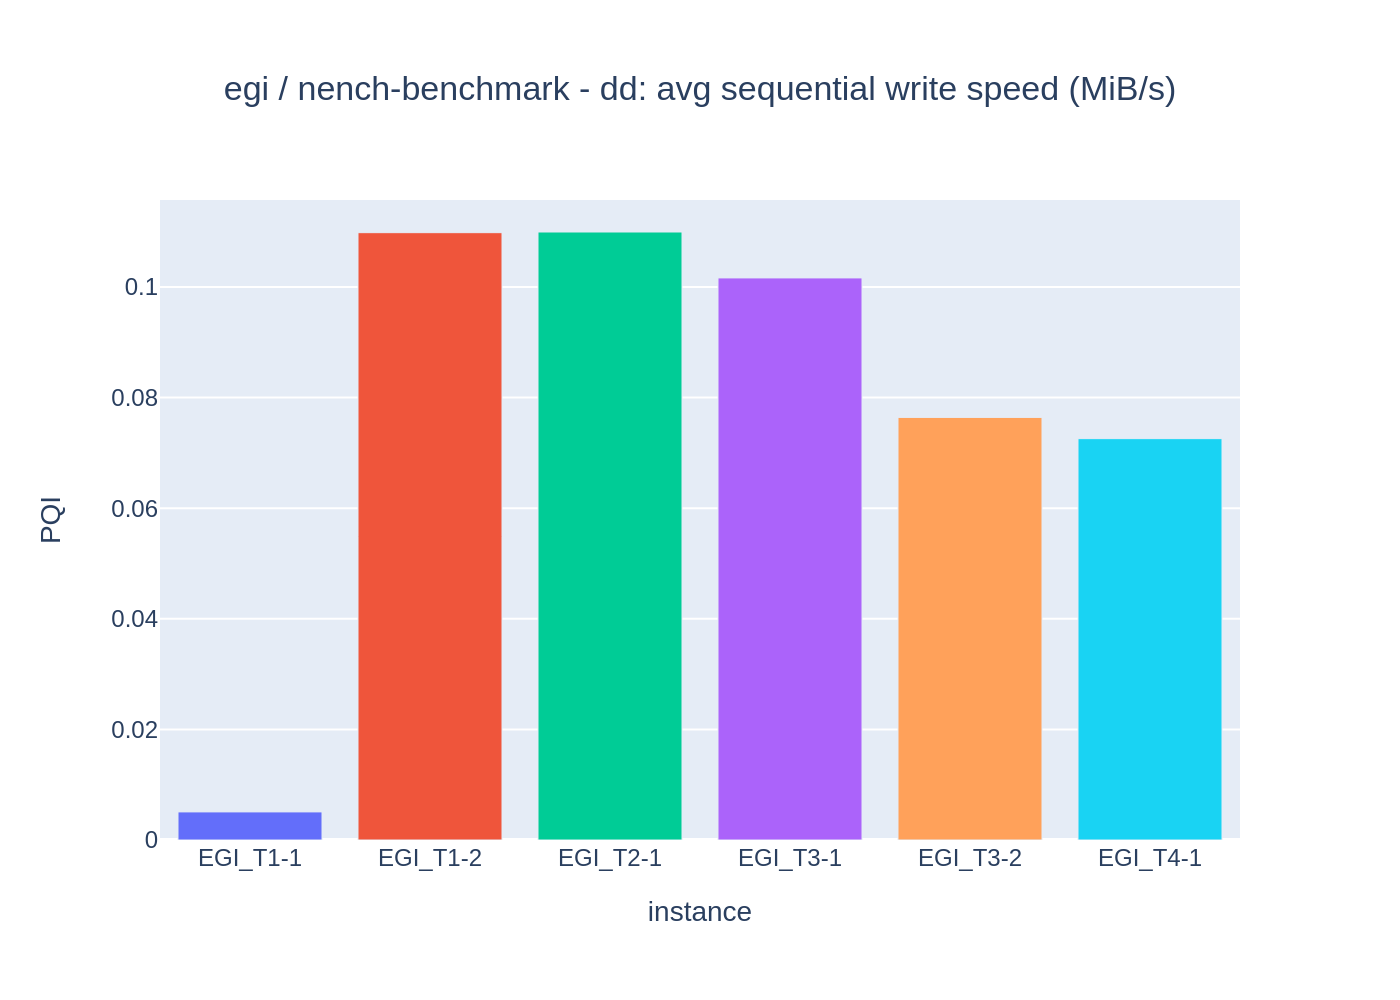 egi / nench-benchmark - dd: avg sequential write speed (MiB/s)
0.1
0.08
0.06
0.04
0.02
0
PQI
EGI_T1-1
EGI_T1-2
EGI_T2-1
EGI_T3-1
EGI_T3-2
EGI_T4-1
instance